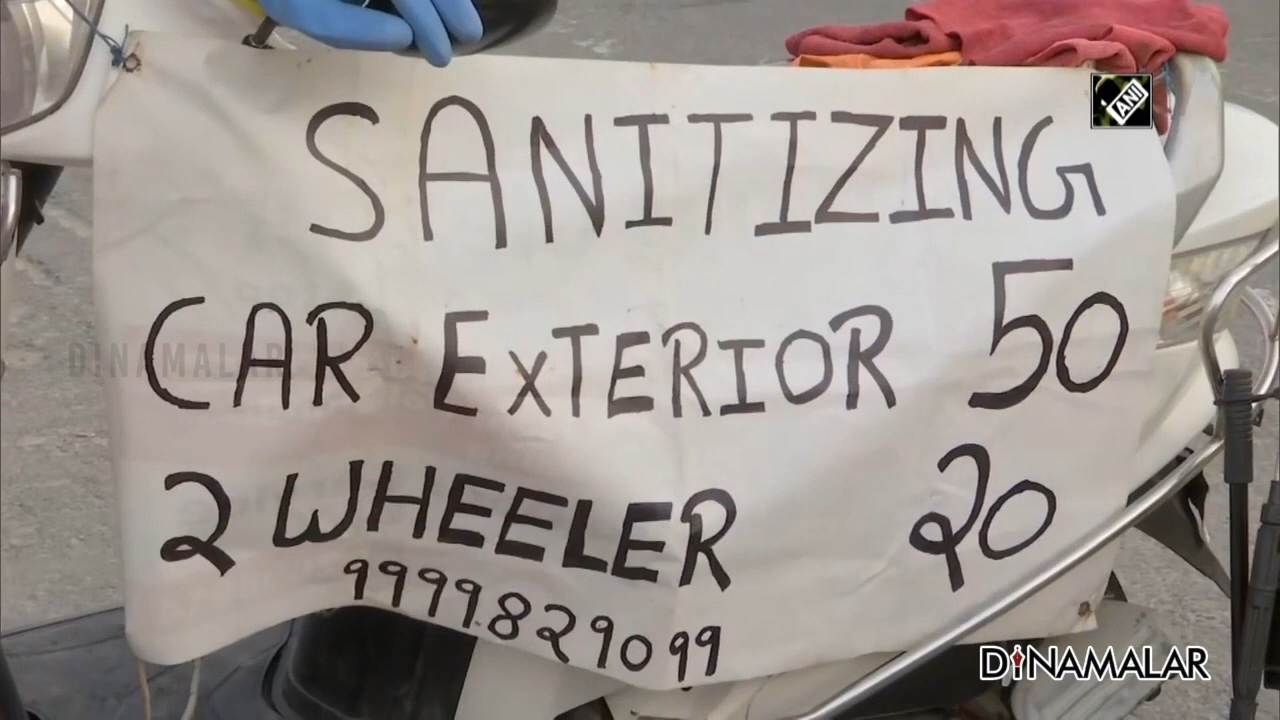 ANI
SANITIZING
CAR EXTERIOR 50
2 WHEELER 20
9999829099
DINAMALAR
DINAMALAR